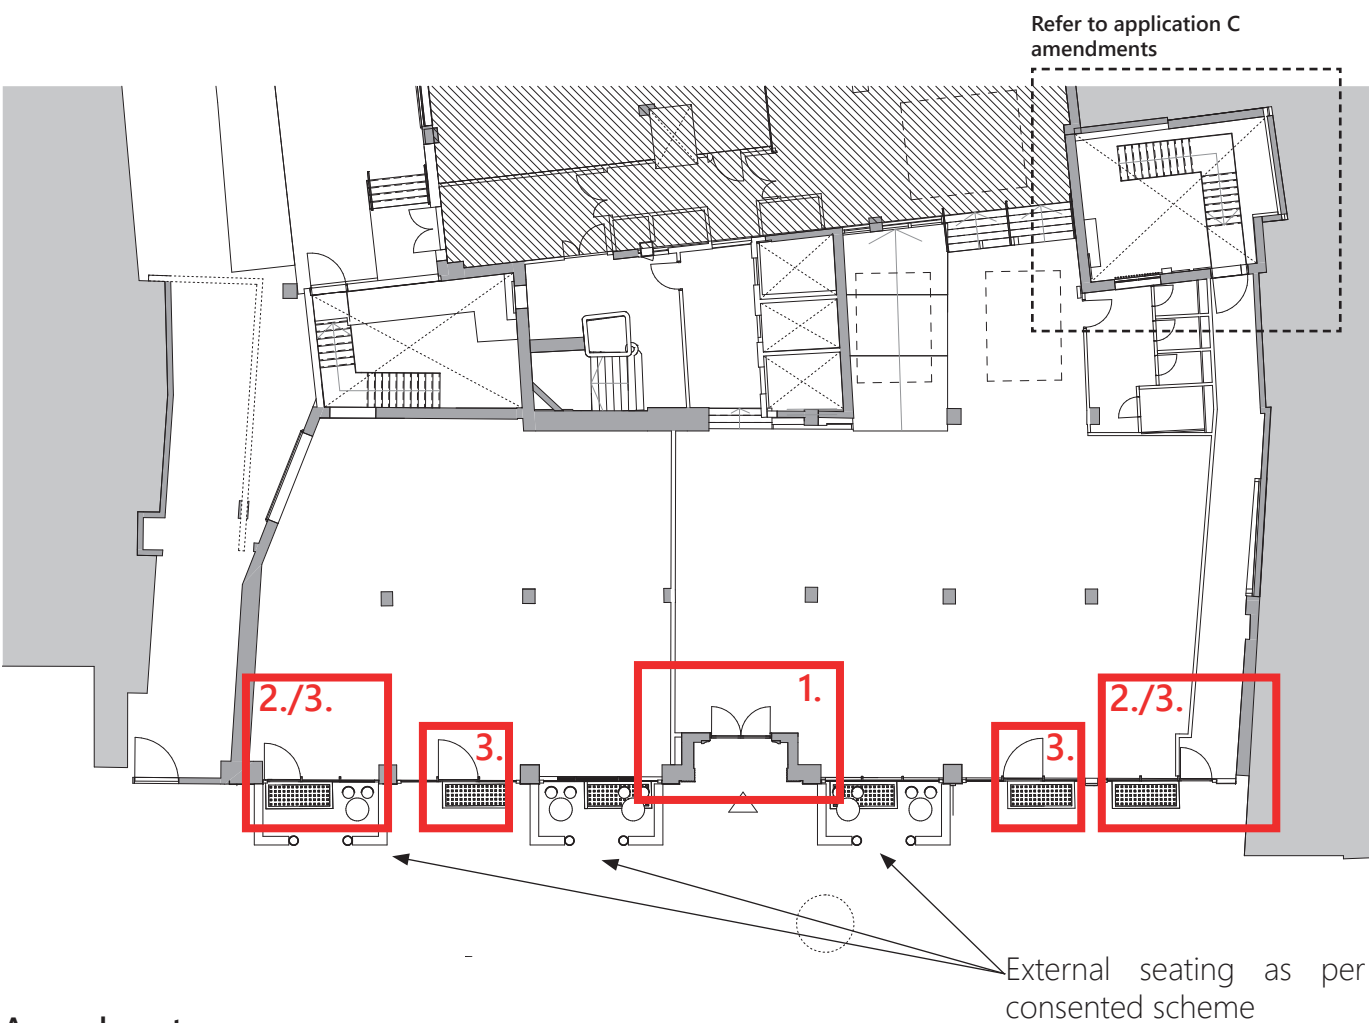 Refer to application C
amendments
2./3.
3.
1.
3.
2./3.
External seating as per
consented scheme